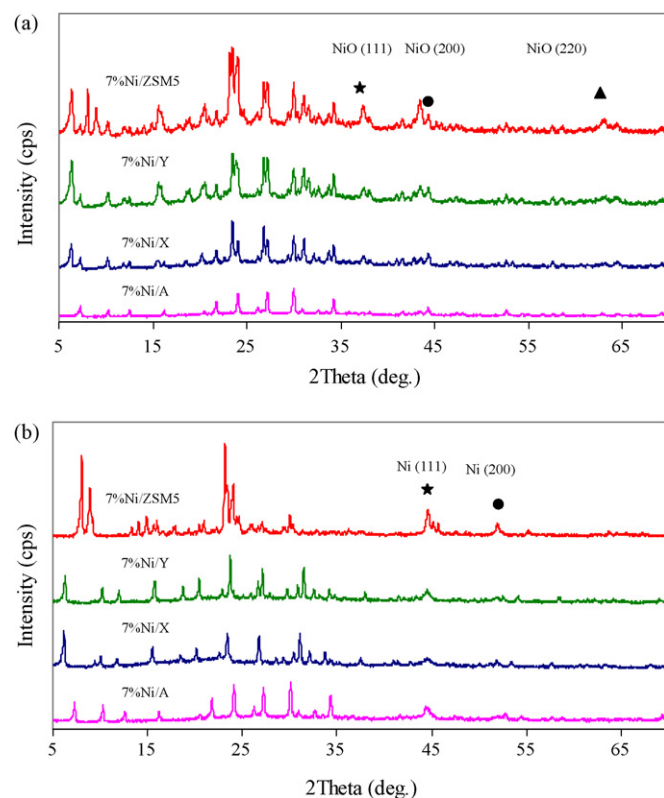 (a)
NiO (111) NiO (200) NiO (220)
7%Ni/ZSM5
7%Ni/Y
7%Ni/X
7%Ni/A
Intensity (cps)
5 15 25 35 45 55 65
2Theta (deg.)
(b)
Ni (111) Ni (200)
7%Ni/ZSM5
7%Ni/Y
7%Ni/X
7%Ni/A
Intensity (cps)
5 15 25 35 45 55 65
2Theta (deg.)